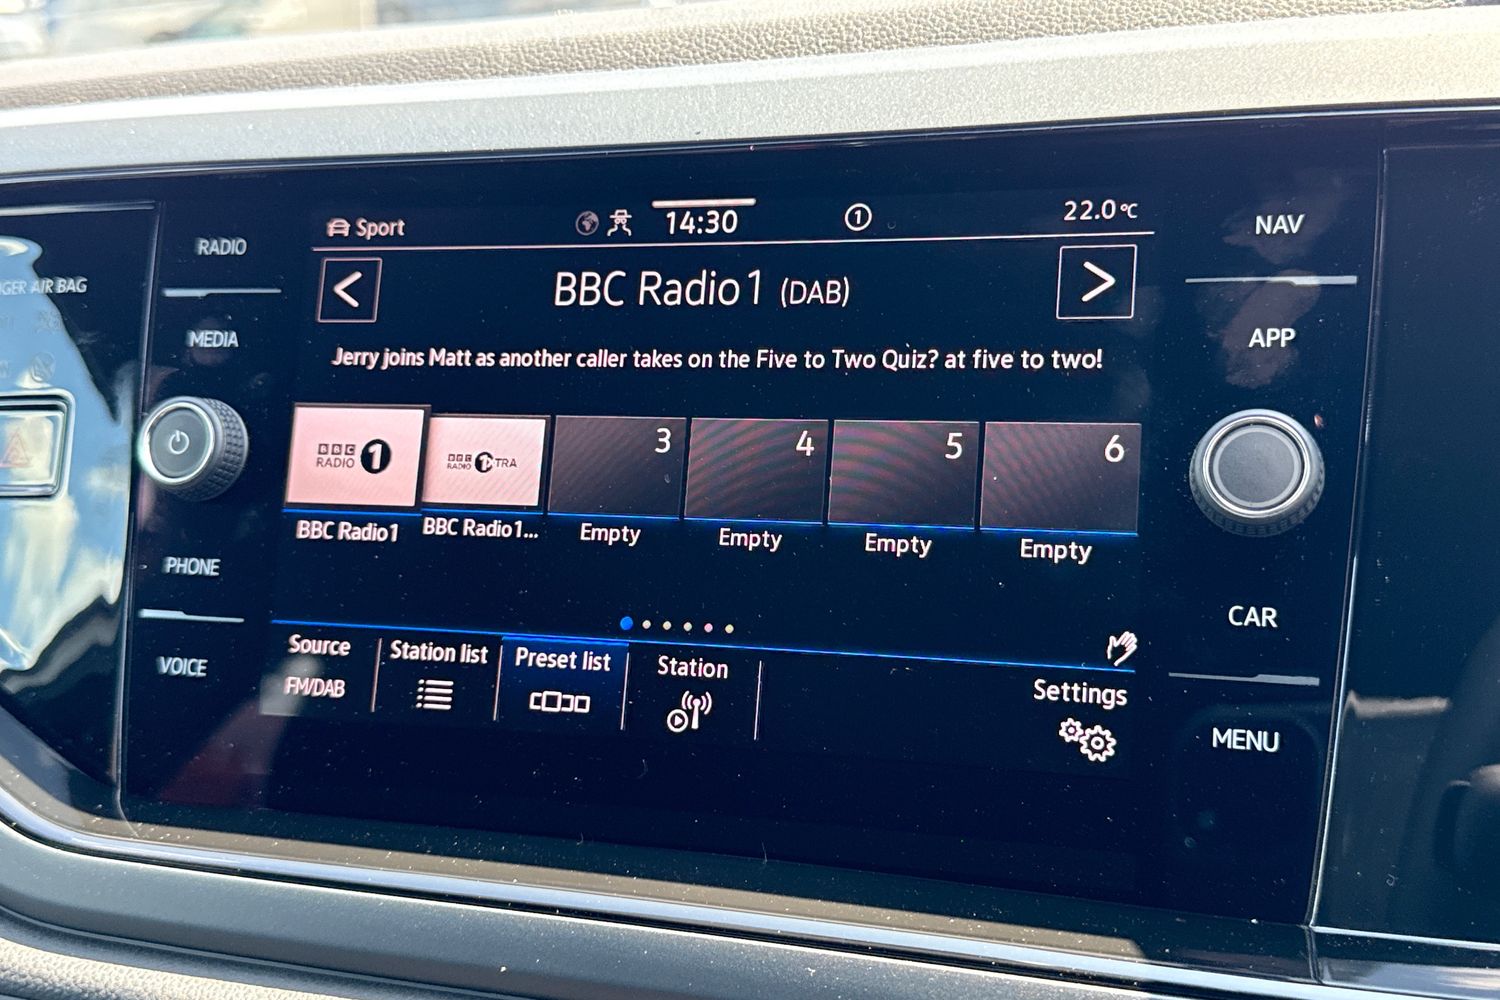 Sport
14:30
1
22.0°C
NAV
RADIO
BBC Radio 1 (DAB)
GER AIR BAG
MEDIA
APP
Jerry joins Matt as another caller takes on the Five to Two Quiz? at five to two!
BBC
RADIO 1
BBC
RADIO 1XTRA
3
4
5
6
BBC Radio1
BBC Radio 1...
Empty
Empty
Empty
Empty
PHONE
CAR
VOICE
Source
FM/DAB
Station list
Preset list
Station
Settings
MENU